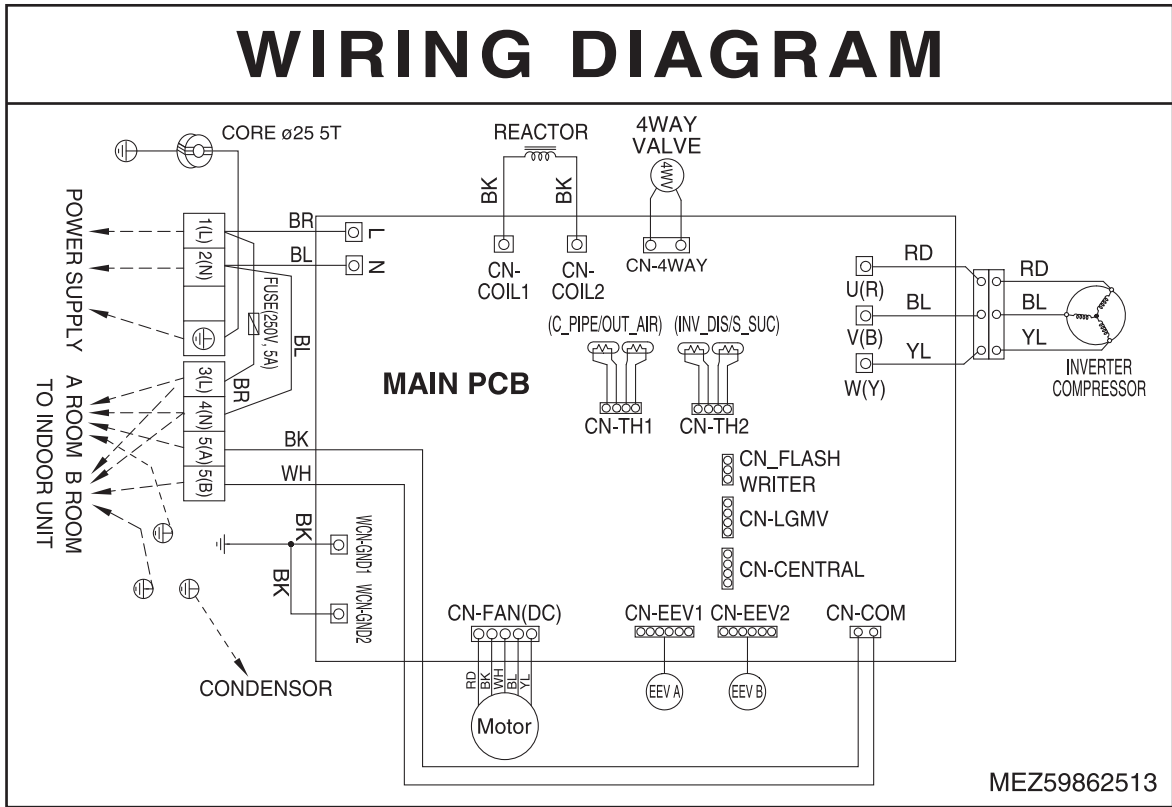 WIRING DIAGRAM
CORE ø25 5T
REACTOR
4WAY
VALVE
4WV
BK
BK
POWER SUPPLY
1(L)
2(N)
BR
BL
L
N
CN-
COIL1
CN-
COIL2
CN-4WAY
FUSE(250V, 5A)
BL
BR
(C_PIPE/OUT_AIR)
(INV_DIS/S_SUC)
U(R)
V(B)
W(Y)
RD
BL
YL
RD
BL
YL
INVERTER
COMPRESSOR
MAIN PCB
CN-TH1
CN-TH2
A ROOM B ROOM
TO INDOOR UNIT
3(L)
4(N)
5(A)
5(B)
BK
WH
CN_FLASH
WRITER
CN-LGMV
CN-CENTRAL
BK
BK
WCN-GND1
WCN-GND2
CONDENSOR
CN-FAN(DC)
CN-EEV1
CN-EEV2
CN-COM
RD
BK
WH
BL
YL
Motor
EEV A
EEV B
MEZ59862513